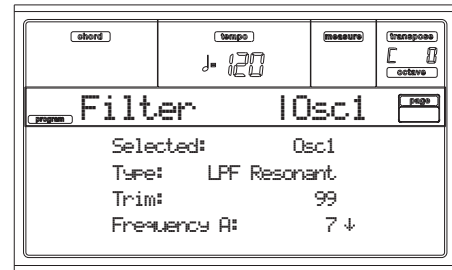 chord tempo measure transpose
♩= 120 C 0
octave
program Filter |Osc1 page
Selected: Osc1
Type: LPF Resonant
Trim: 99
Frequency A: 7 ↓